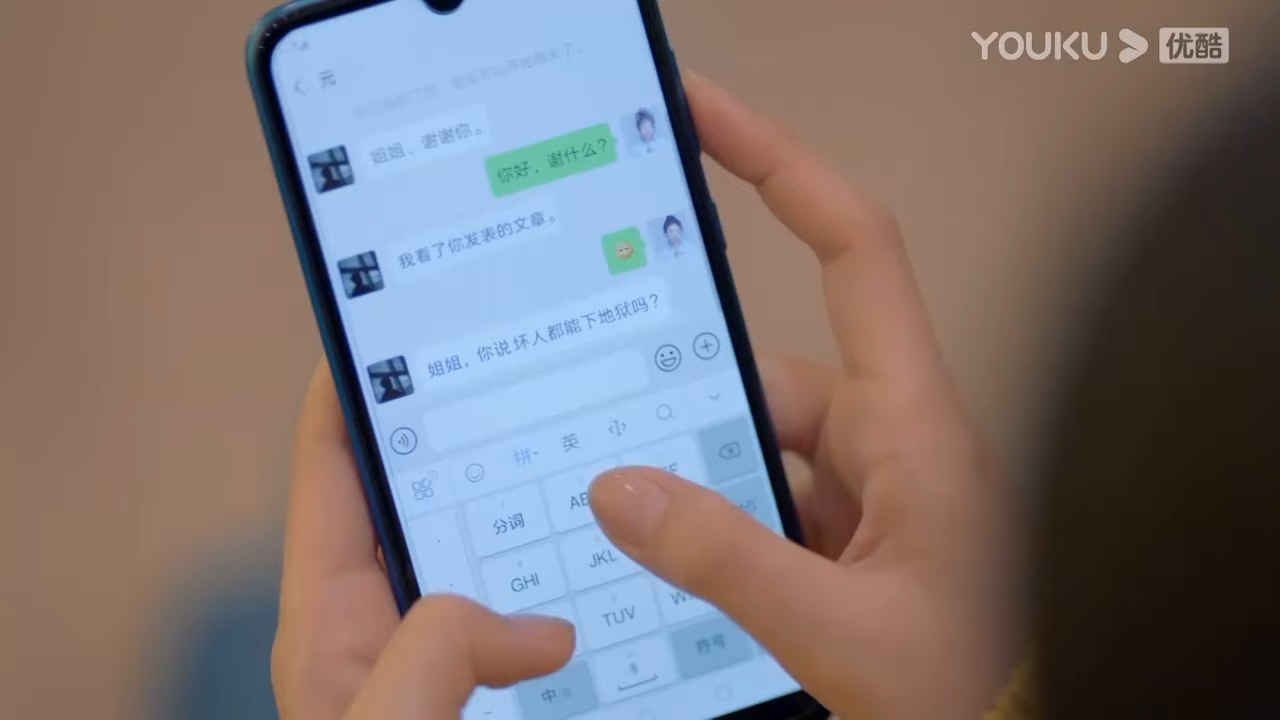 YOUKU 优酷
元
姐姐，谢谢你。
你好，谢什么？
我看了你发表的文章。
姐姐，你说坏人都能下地狱吗？
拼 英
分词
GHI
JKL
TUV
符号
中